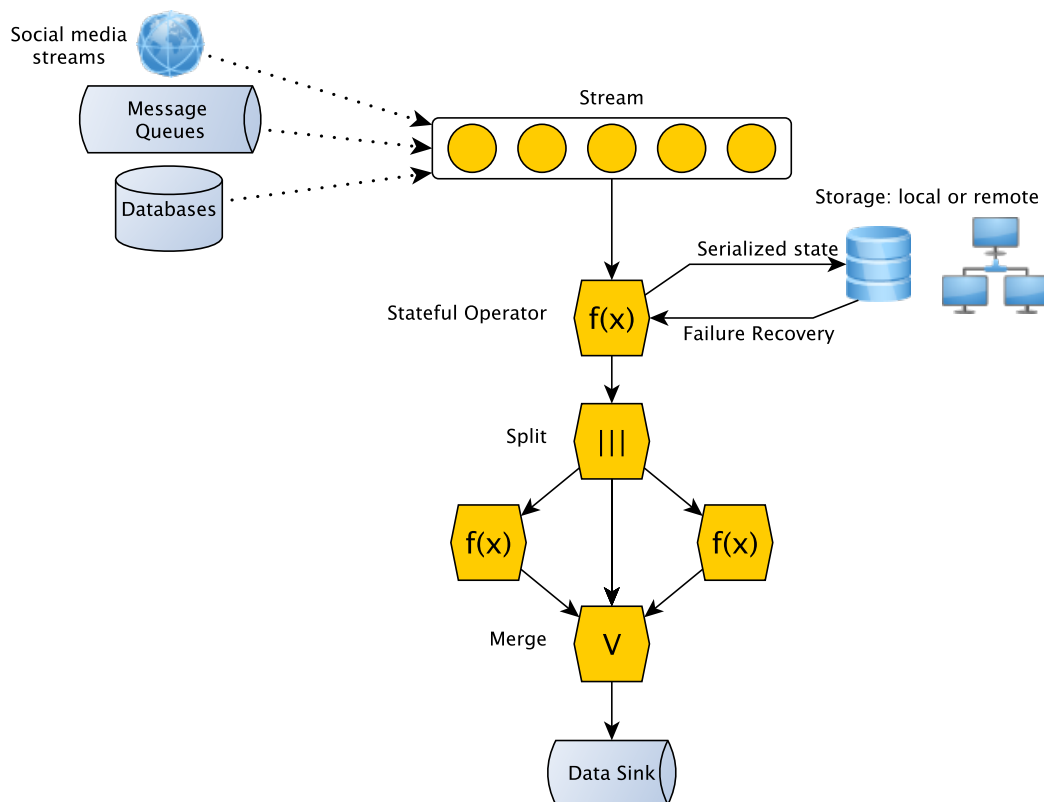 Social media
streams
Message
Queues
Databases
Stream
Storage: local or remote
Serialized state
Stateful Operator
f(x)
Failure Recovery
Split
|||
f(x)
f(x)
Merge
V
Data Sink